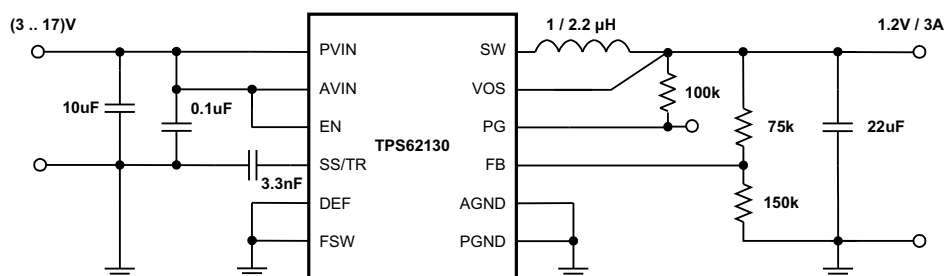 (3 .. 17)V
1 / 2.2 µH
1.2V / 3A
PVIN
SW
AVIN
VOS
100k
10uF
0.1uF
EN
PG
75k
22uF
TPS62130
SS/TR
FB
3.3nF
DEF
AGND
150k
FSW
PGND